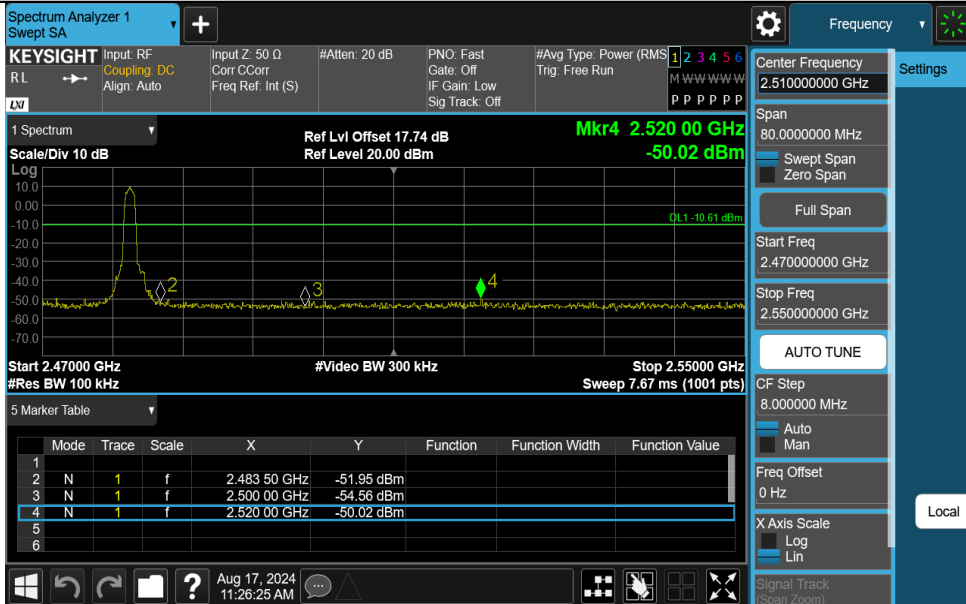 Spectrum Analyzer 1
Swept SA
+
Frequency
KEYSIGHT
RL
LXI
Input: RF
Coupling: DC
Align: Auto
Input Z: 50 Ω
Corr CCorr
Freq Ref: Int (S)
#Atten: 20 dB
PNO: Fast
Gate: Off
IF Gain: Low
Sig Track: Off
#Avg Type: Power (RMS
Trig: Free Run
1 2 3 4 5 6
M W W W W W
P P P P P P
1 Spectrum
Scale/Div 10 dB
Ref Lvl Offset 17.74 dB
Ref Level 20.00 dBm
Mkr4 2.520 00 GHz
-50.02 dBm
Log
10.0
0.00
-10.0
-20.0
-30.0
-40.0
-50.0
-60.0
-70.0
DL1 -10.61 dBm
2
3
4
Start 2.47000 GHz
#Res BW 100 kHz
#Video BW 300 kHz
Stop 2.55000 GHz
Sweep 7.67 ms (1001 pts)
5 Marker Table
Mode Trace Scale X Y Function Function Width Function Value
1
2 N 1 f 2.483 50 GHz -51.95 dBm
3 N 1 f 2.500 00 GHz -54.56 dBm
4 N 1 f 2.520 00 GHz -50.02 dBm
5
6
?
Aug 17, 2024
11:26:25 AM
Center Frequency
2.510000000 GHz
Span
80.0000000 MHz
Swept Span
Zero Span
Full Span
Start Freq
2.470000000 GHz
Stop Freq
2.550000000 GHz
AUTO TUNE
CF Step
8.000000 MHz
Auto
Man
Freq Offset
0 Hz
X Axis Scale
Log
Lin
Signal Track
(Span Zoom)
Settings
Local